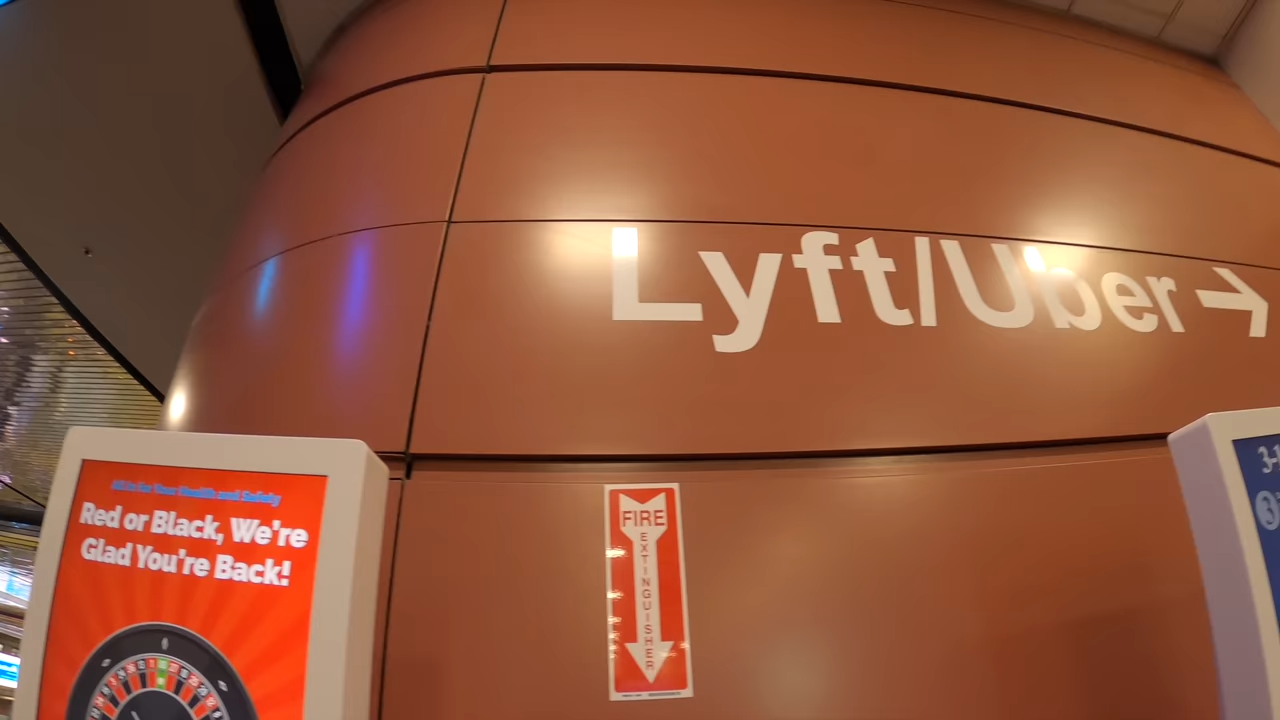 Lyft/Uber →
All in for Your Health and Safety
Red or Black, We're
Glad You're Back!
FIRE
EXTINGUISHER